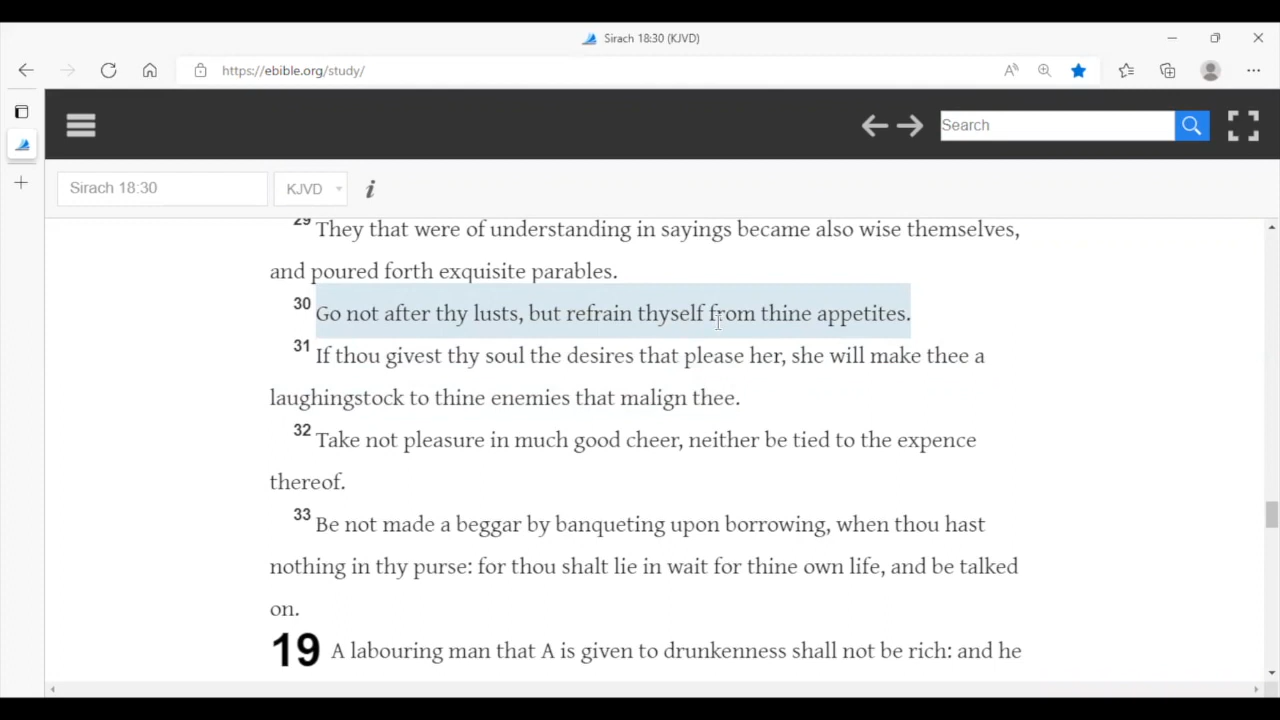 Sirach 18:30 (KJVD)
https://ebible.org/study/
Search
Sirach 18:30 KJVD i
29 They that were of understanding in sayings became also wise themselves,
and poured forth exquisite parables.
30 Go not after thy lusts, but refrain thyself from thine appetites.
31 If thou givest thy soul the desires that please her, she will make thee a
laughingstock to thine enemies that malign thee.
32 Take not pleasure in much good cheer, neither be tied to the expence
thereof.
33 Be not made a beggar by banqueting upon borrowing, when thou hast
nothing in thy purse: for thou shalt lie in wait for thine own life, and be talked
on.
19 A labouring man that A is given to drunkenness shall not be rich: and he